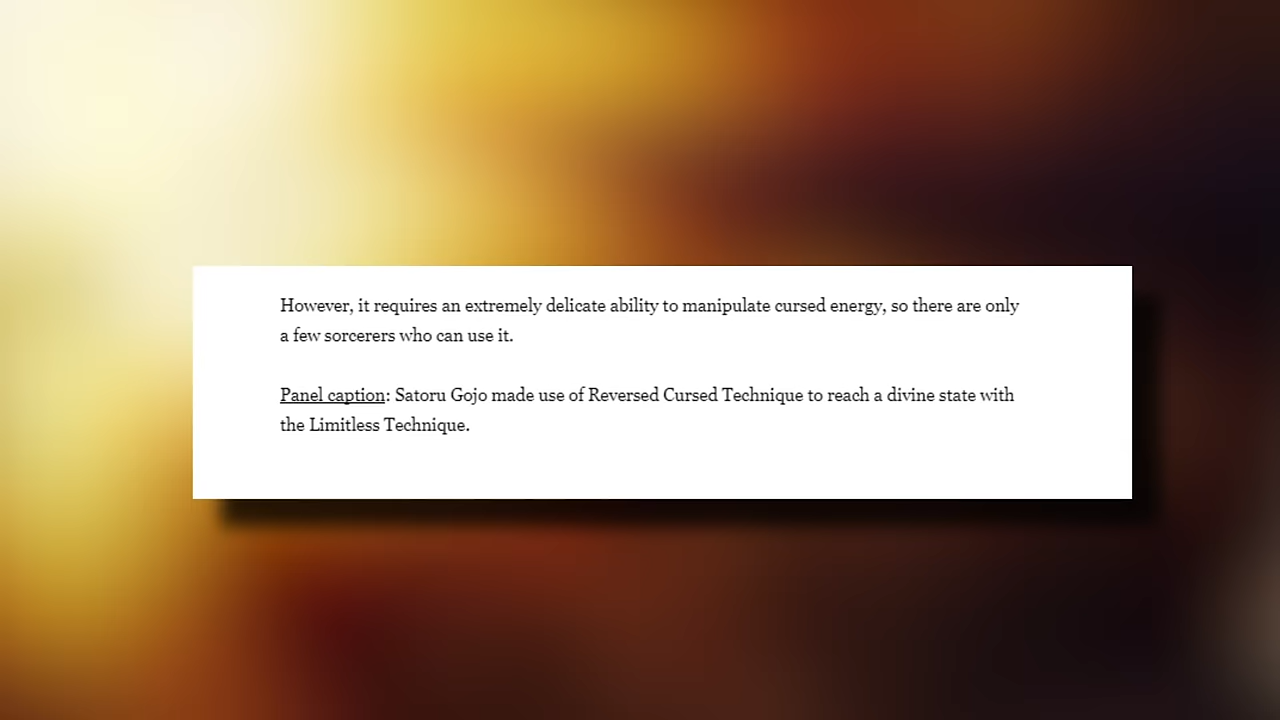 However, it requires an extremely delicate ability to manipulate cursed energy, so there are only
a few sorcerers who can use it.
Panel caption: Satoru Gojo made use of Reversed Cursed Technique to reach a divine state with
the Limitless Technique.